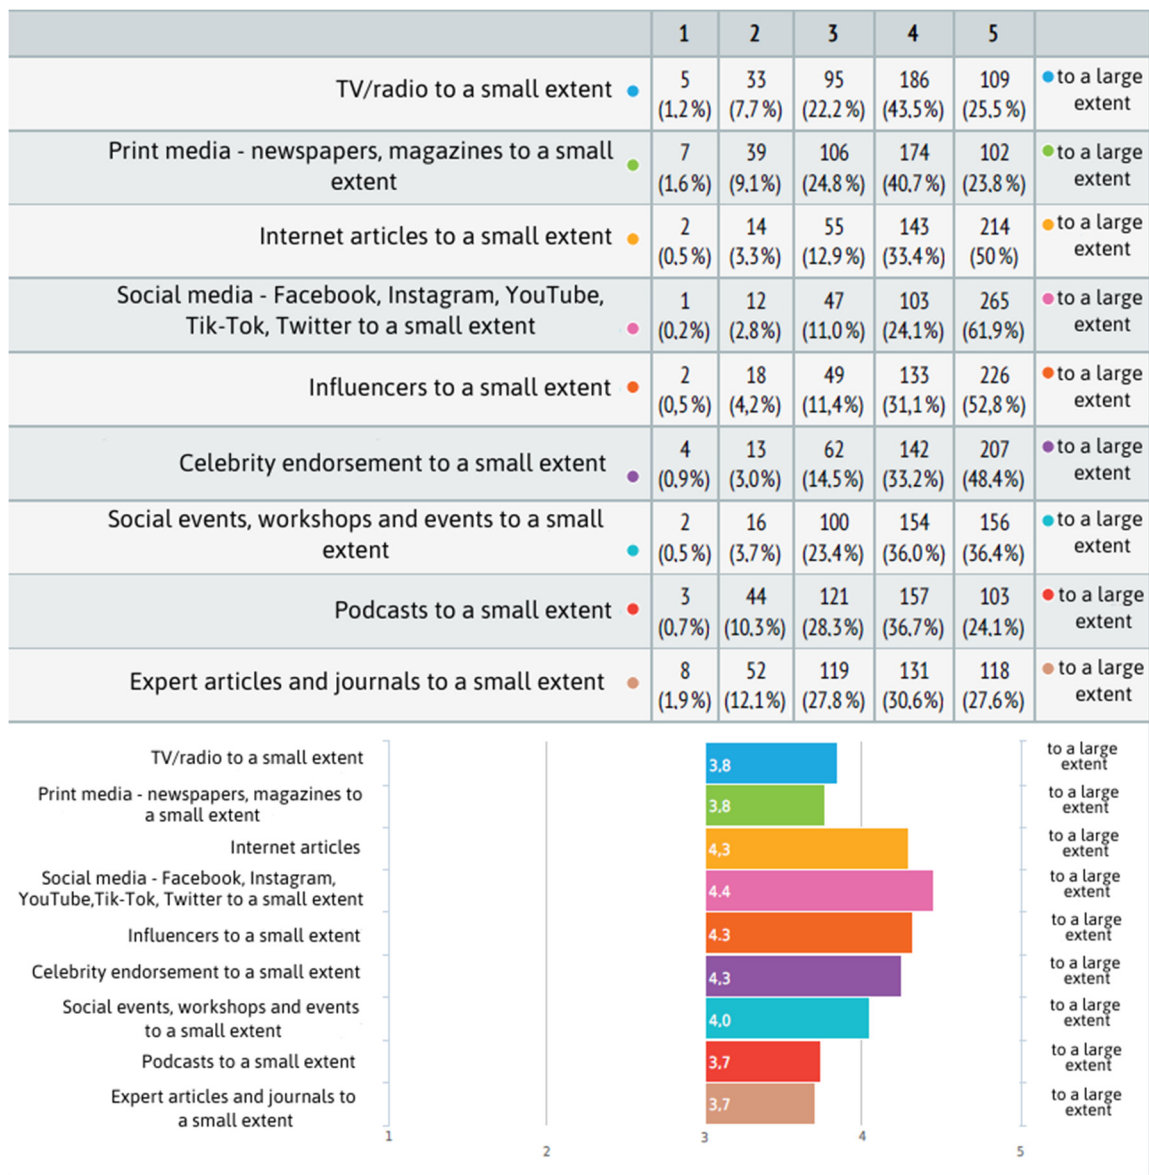 1 2 3 4 5
TV/radio to a small extent 5 33 95 186 109 to a large
(1,2%) (7,7%) (22,2%) (43,5%) (25,5%) extent
Print media - newspapers, magazines to a small 7 39 106 174 102 to a large
extent (1,6%) (9,1%) (24,8%) (40,7%) (23,8%) extent
Internet articles to a small extent 2 14 55 143 214 to a large
(0,5%) (3,3%) (12,9%) (33,4%) (50%) extent
Social media - Facebook, Instagram, YouTube, 1 12 47 103 265 to a large
Tik-Tok, Twitter to a small extent (0,2%) (2,8%) (11,0%) (24,1%) (61,9%) extent
Influencers to a small extent 2 18 49 133 226 to a large
(0,5%) (4,2%) (11,4%) (31,1%) (52,8%) extent
Celebrity endorsement to a small extent 4 13 62 142 207 to a large
(0,9%) (3,0%) (14,5%) (33,2%) (48,4%) extent
Social events, workshops and events to a small 2 16 100 154 156 to a large
extent (0,5%) (3,7%) (23,4%) (36,0%) (36,4%) extent
Podcasts to a small extent 3 44 121 157 103 to a large
(0,7%) (10,3%) (28,3%) (36,7%) (24,1%) extent
Expert articles and journals to a small extent 8 52 119 131 118 to a large
(1,9%) (12,1%) (27,8%) (30,6%) (27,6%) extent
TV/radio to a small extent 3,8 to a large
extent
Print media - newspapers, magazines to 3,8 to a large
a small extent extent
Internet articles 4,3 to a large
extent
Social media - Facebook, Instagram, 4.4 to a large
YouTube,Tik-Tok, Twitter to a small extent extent
Influencers to a small extent 4.3 to a large
extent
Celebrity endorsement to a small extent 4,3 to a large
extent
Social events, workshops and events 4,0 to a large
to a small extent extent
Podcasts to a small extent 3,7 to a large
extent
Expert articles and journals to 3,7 to a large
a small extent extent
1 2 3 4 5